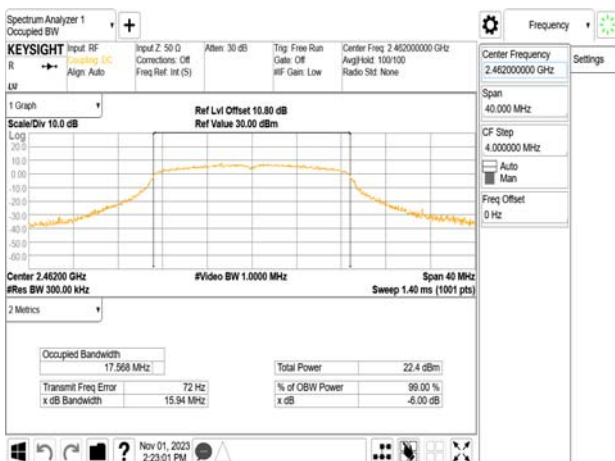 Spectrum Analyzer 1
Occupied BW
+
Frequency
KEYSIGHT
R
LXI
Input: RF
Coupling: DC
Align: Auto
Input Z: 50 Ω
Corrections: Off
Freq Ref: Int (S)
Atten: 30 dB
Trig: Free Run
Gate: Off
#IF Gain: Low
Center Freq: 2.462000000 GHz
Avg|Hold: 100/100
Radio Std: None
Center Frequency
2.462000000 GHz
Settings
Span
40.000 MHz
CF Step
4.000000 MHz
Auto
Man
Freq Offset
0 Hz
1 Graph
Scale/Div 10.0 dB
Ref Lvl Offset 10.80 dB
Ref Value 30.00 dBm
Log
20.0
10.0
0.00
-10.0
-20.0
-30.0
-40.0
-50.0
-60.0
Center 2.46200 GHz
#Res BW 300.00 kHz
#Video BW 1.0000 MHz
Span 40 MHz
Sweep 1.40 ms (1001 pts)
2 Metrics
Occupied Bandwidth
17.568 MHz
Total Power 22.4 dBm
Transmit Freq Error 72 Hz
% of OBW Power 99.00 %
x dB Bandwidth 15.94 MHz
x dB -6.00 dB
?
Nov 01, 2023
2:23:01 PM